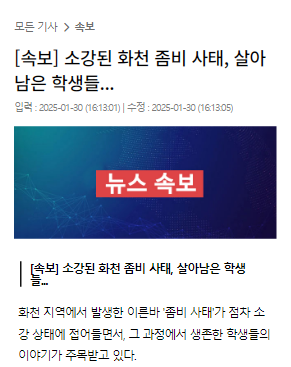 모든 기사 > 속보
[속보] 소강된 화천 좀비 사태, 살아
남은 학생들...
입력 : 2025-01-30 (16:13:01) | 수정 : 2025-01-30 (16:13:05)
뉴스 속보
[속보] 소강된 화천 좀비 사태, 살아남은 학생
들...
화천 지역에서 발생한 이른바 '좀비 사태'가 점차 소
강 상태에 접어들면서, 그 과정에서 생존한 학생들의
이야기가 주목받고 있다.